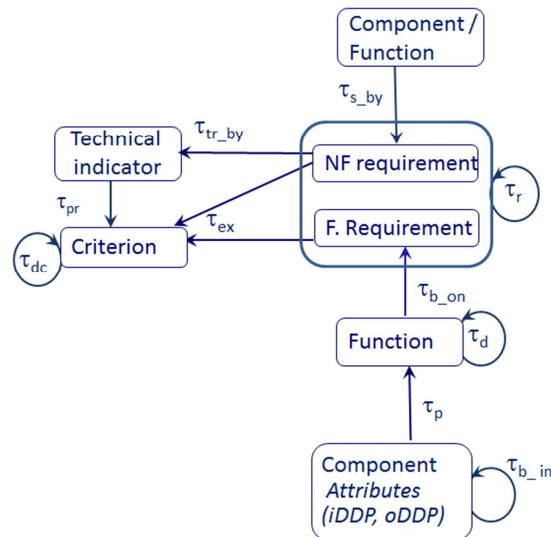 Component /
Function
τs_by
Technical
indicator
τtr_by
NF requirement
τr
τpr
τex
F. Requirement
Criterion
τdc
τb_on
Function
τd
τp
Component
Attributes
(iDDP, oDDP)
τb_in